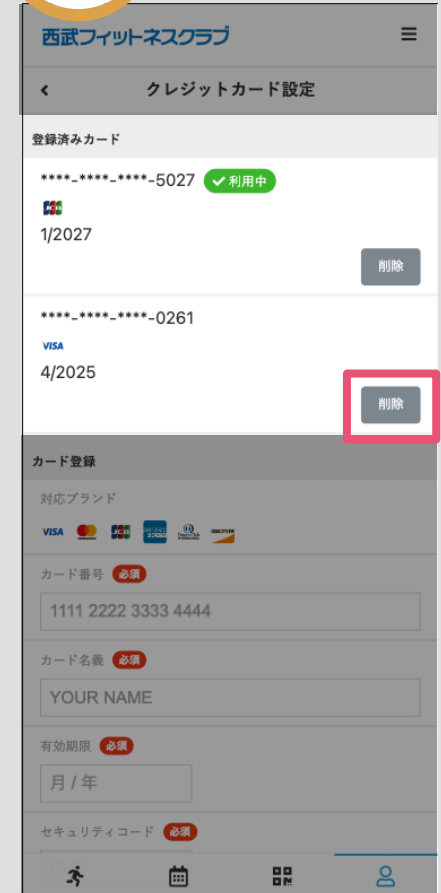 西武フィットネスクラブ
クレジットカード設定
登録済みカード
****-****-****-5027 利用中
JCB
1/2027
削除
****-****-****-0261
VISA
4/2025
削除
カード登録
対応ブランド
VISA JCB
カード番号 必須
1111 2222 3333 4444
カード名義 必須
YOUR NAME
有効期限 必須
月 / 年
セキュリティコード 必須